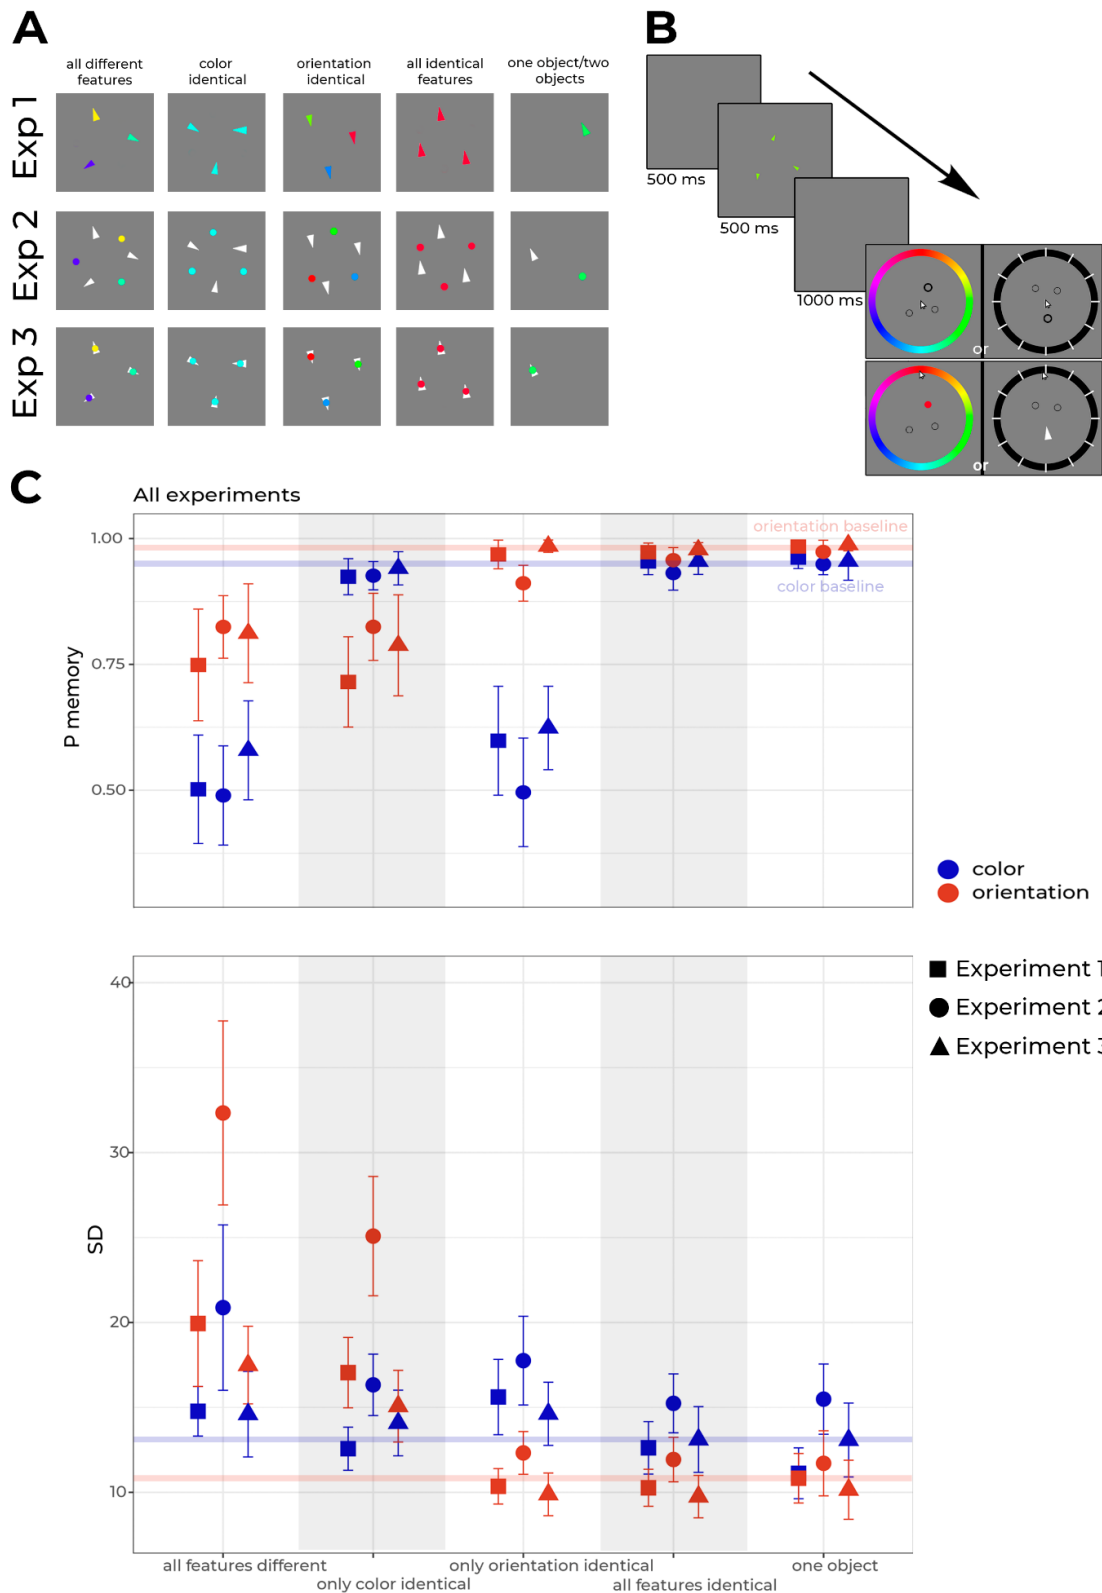 A
B
all different
features
color
identical
orientation
identical
all identical
features
one object/two
objects
Exp 1
Exp 2
Exp 3
500 ms
500 ms
1000 ms
or
or
C
All experiments
orientation baseline
color baseline
1.00
0.75
0.50
P memory
color
orientation
40
30
20
10
SD
Experiment 1
Experiment 2
Experiment 3
all features different
only color identical
only orientation identical
all features identical
one object